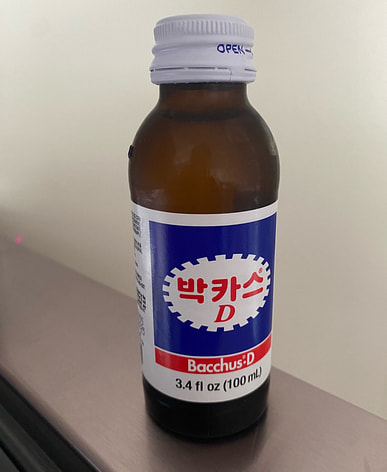 OPEN
박카스®
D
Bacchus®-D
3.4 fl oz (100 mL)